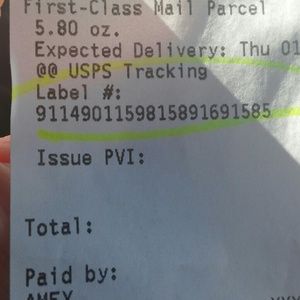 First-Class Mail Parcel
5.80 oz.
Expected Delivery: Thu 01
@@ USPS Tracking
Label #:
9114901159815891691585
Issue PVI:
Total:
Paid by:
AMEX